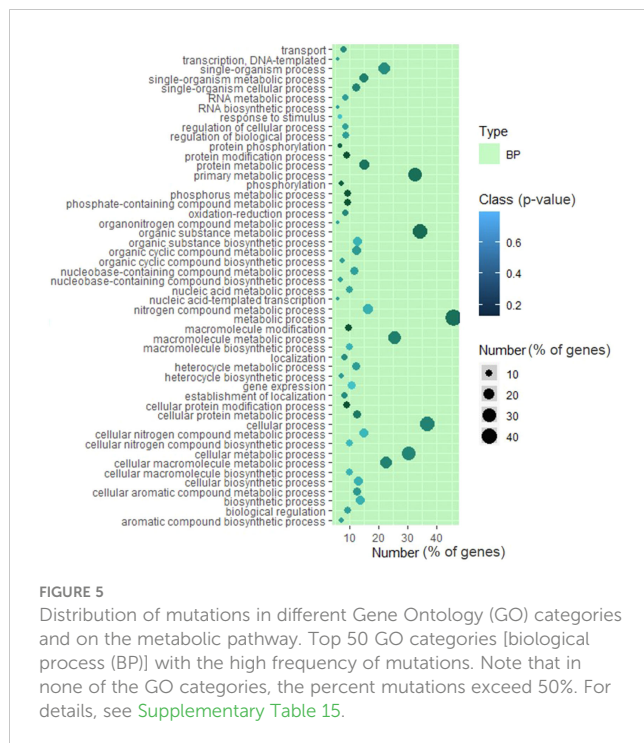 transport
transcription, DNA-templated
single-organism process
single-organism metabolic process
single-organism cellular process
RNA metabolic process
RNA biosynthetic process
response to stimulus
regulation of cellular process
regulation of biological process
protein phosphorylation
protein modification process
protein metabolic process
primary metabolic process
phosphorylation
phosphorus metabolic process
phosphate-containing compound metabolic process
oxidation-reduction process
organonitrogen compound metabolic process
organic substance metabolic process
organic substance biosynthetic process
organic cyclic compound metabolic process
organic cyclic compound biosynthetic process
nucleobase-containing compound metabolic process
nucleobase-containing compound biosynthetic process
nucleic acid metabolic process
nucleic acid-templated transcription
nitrogen compound metabolic process
metabolic process
macromolecule modification
macromolecule metabolic process
macromolecule biosynthetic process
localization
heterocycle metabolic process
heterocycle biosynthetic process
gene expression
establishment of localization
cellular protein modification process
cellular protein metabolic process
cellular process
cellular nitrogen compound metabolic process
cellular nitrogen compound biosynthetic process
cellular metabolic process
cellular macromolecule metabolic process
cellular macromolecule biosynthetic process
cellular biosynthetic process
cellular aromatic compound metabolic process
biosynthetic process
biological regulation
aromatic compound biosynthetic process
10 20 30 40
Number (% of genes)
Type
BP
Class (p-value)
0.6
0.4
0.2
Number (% of genes)
10
20
30
40
FIGURE 5
Distribution of mutations in different Gene Ontology (GO) categories
and on the metabolic pathway. Top 50 GO categories [biological
process (BP)] with the high frequency of mutations. Note that in
none of the GO categories, the percent mutations exceed 50%. For
details, see Supplementary Table 15.